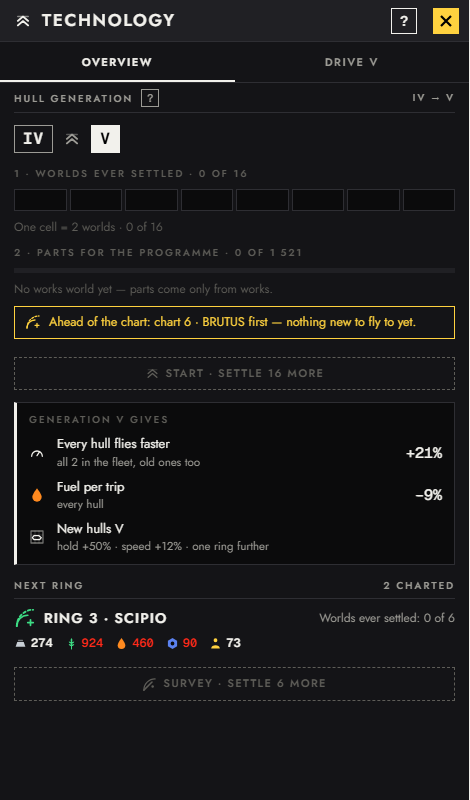 TECHNOLOGY ?
OVERVIEW DRIVE V
HULL GENERATION ? IV → V
IV V
1 · WORLDS EVER SETTLED · 0 OF 16
One cell = 2 worlds · 0 of 16
2 · PARTS FOR THE PROGRAMME · 0 OF 1 521
No works world yet — parts come only from works.
Ahead of the chart: chart 6 · BRUTUS first — nothing new to fly to yet.
START · SETTLE 16 MORE
GENERATION V GIVES
Every hull flies faster +21%
all 2 in the fleet, old ones too
Fuel per trip −9%
every hull
New hulls V
hold +50% · speed +12% · one ring further
NEXT RING 2 CHARTED
RING 3 · SCIPIO Worlds ever settled: 0 of 6
274 924 460 90 73
SURVEY · SETTLE 6 MORE